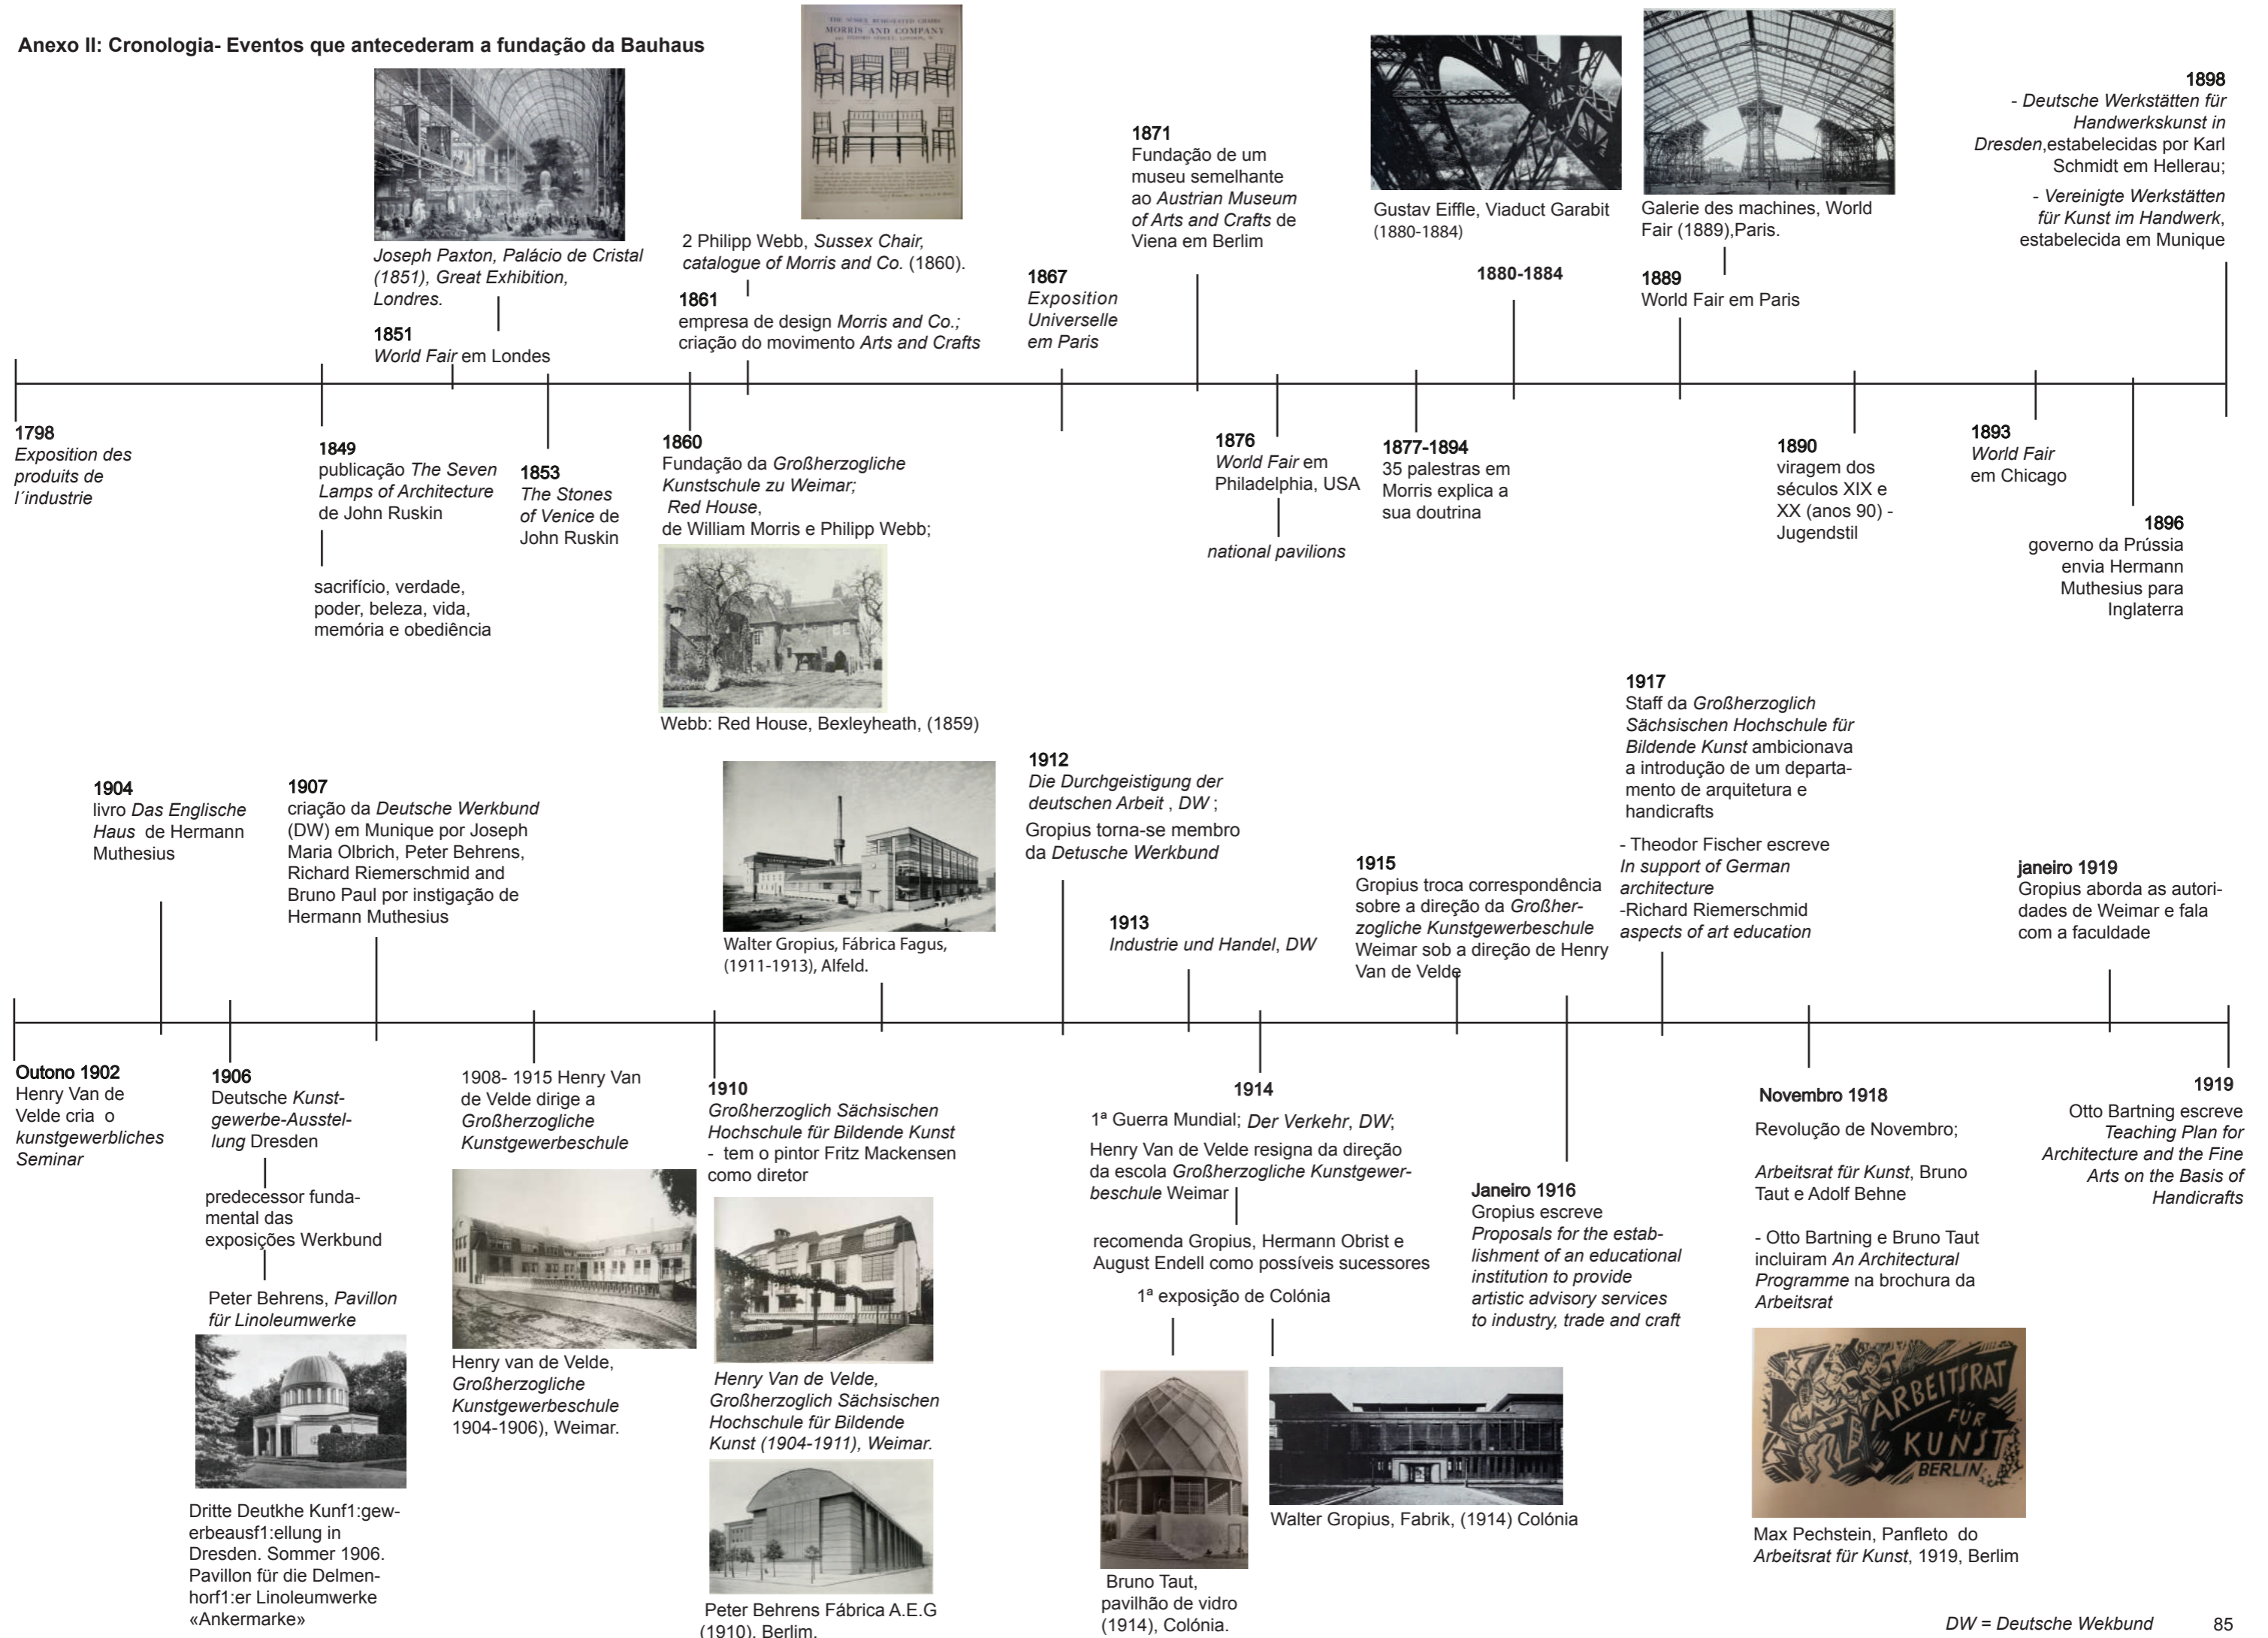 Anexo II: Cronologia- Eventos que antecederam a fundação da Bauhaus
THE SUSSEX RUSH-SEATED CHAIRS
MORRIS AND COMPANY
Joseph Paxton, Palácio de Cristal
(1851), Great Exhibition,
Londres.
1851
World Fair em Londes
2 Philipp Webb, Sussex Chair,
catalogue of Morris and Co. (1860).
1861
empresa de design Morris and Co.;
criação do movimento Arts and Crafts
1867
Exposition
Universelle
em Paris
1871
Fundação de um
museu semelhante
ao Austrian Museum
of Arts and Crafts de
Viena em Berlim
Gustav Eiffle, Viaduct Garabit
(1880-1884)
1880-1884
Galerie des machines, World
Fair (1889),Paris.
1889
World Fair em Paris
1898
- Deutsche Werkstätten für
Handwerkskunst in
Dresden,estabelecidas por Karl
Schmidt em Hellerau;
- Vereinigte Werkstätten
für Kunst im Handwerk,
estabelecida em Munique
1798
Exposition des
produits de
l´industrie
1849
publicação The Seven
Lamps of Architecture
de John Ruskin
sacrifício, verdade,
poder, beleza, vida,
memória e obediência
1853
The Stones
of Venice de
John Ruskin
1860
Fundação da Großherzogliche
Kunstschule zu Weimar;
Red House,
de William Morris e Philipp Webb;
Webb: Red House, Bexleyheath, (1859)
1876
World Fair em
Philadelphia, USA
national pavilions
1877-1894
35 palestras em
Morris explica a
sua doutrina
1890
viragem dos
séculos XIX e
XX (anos 90) -
Jugendstil
1893
World Fair
em Chicago
1896
governo da Prússia
envia Hermann
Muthesius para
Inglaterra
1904
livro Das Englische
Haus de Hermann
Muthesius
1907
criação da Deutsche Werkbund
(DW) em Munique por Joseph
Maria Olbrich, Peter Behrens,
Richard Riemerschmid and
Bruno Paul por instigação de
Hermann Muthesius
Walter Gropius, Fábrica Fagus,
(1911-1913), Alfeld.
1912
Die Durchgeistigung der
deutschen Arbeit , DW ;
Gropius torna-se membro
da Detusche Werkbund
1913
Industrie und Handel, DW
1915
Gropius troca correspondência
sobre a direção da Großher-
zogliche Kunstgewerbeschule
Weimar sob a direção de Henry
Van de Velde
1917
Staff da Großherzoglich
Sächsischen Hochschule für
Bildende Kunst ambicionava
a introdução de um departa-
mento de arquitetura e
handicrafts
- Theodor Fischer escreve
In support of German
architecture
-Richard Riemerschmid
aspects of art education
janeiro 1919
Gropius aborda as autori-
dades de Weimar e fala
com a faculdade
Outono 1902
Henry Van de
Velde cria o
kunstgewerbliches
Seminar
1906
Deutsche Kunst-
gewerbe-Ausstel-
lung Dresden
predecessor funda-
mental das
exposições Werkbund
Peter Behrens, Pavillon
für Linoleumwerke
Dritte Deutkhe Kunf1:gew-
erbeausf1:ellung in
Dresden. Sommer 1906.
Pavillon für die Delmen-
horf1:er Linoleumwerke
«Ankermarke»
1908- 1915 Henry Van
de Velde dirige a
Großherzogliche
Kunstgewerbeschule
Henry van de Velde,
Großherzogliche
Kunstgewerbeschule
1904-1906), Weimar.
1910
Großherzoglich Sächsischen
Hochschule für Bildende Kunst
- tem o pintor Fritz Mackensen
como diretor
Henry Van de Velde,
Großherzoglich Sächsischen
Hochschule für Bildende
Kunst (1904-1911), Weimar.
Peter Behrens Fábrica A.E.G
(1910), Berlim.
1914
1ª Guerra Mundial; Der Verkehr, DW;
Henry Van de Velde resigna da direção
da escola Großherzogliche Kunstgewer-
beschule Weimar
recomenda Gropius, Hermann Obrist e
August Endell como possíveis sucessores
1ª exposição de Colónia
Bruno Taut,
pavilhão de vidro
(1914), Colónia.
Walter Gropius, Fabrik, (1914) Colónia
Janeiro 1916
Gropius escreve
Proposals for the estab-
lishment of an educational
institution to provide
artistic advisory services
to industry, trade and craft
Novembro 1918
Revolução de Novembro;
Arbeitsrat für Kunst, Bruno
Taut e Adolf Behne
- Otto Bartning e Bruno Taut
incluiram An Architectural
Programme na brochura da
Arbeitsrat
ARBEITSRAT
FÜR
KUNST
BERLIN
Max Pechstein, Panfleto do
Arbeitsrat für Kunst, 1919, Berlim
1919
Otto Bartning escreve
Teaching Plan for
Architecture and the Fine
Arts on the Basis of
Handicrafts
DW = Deutsche Wekbund
85